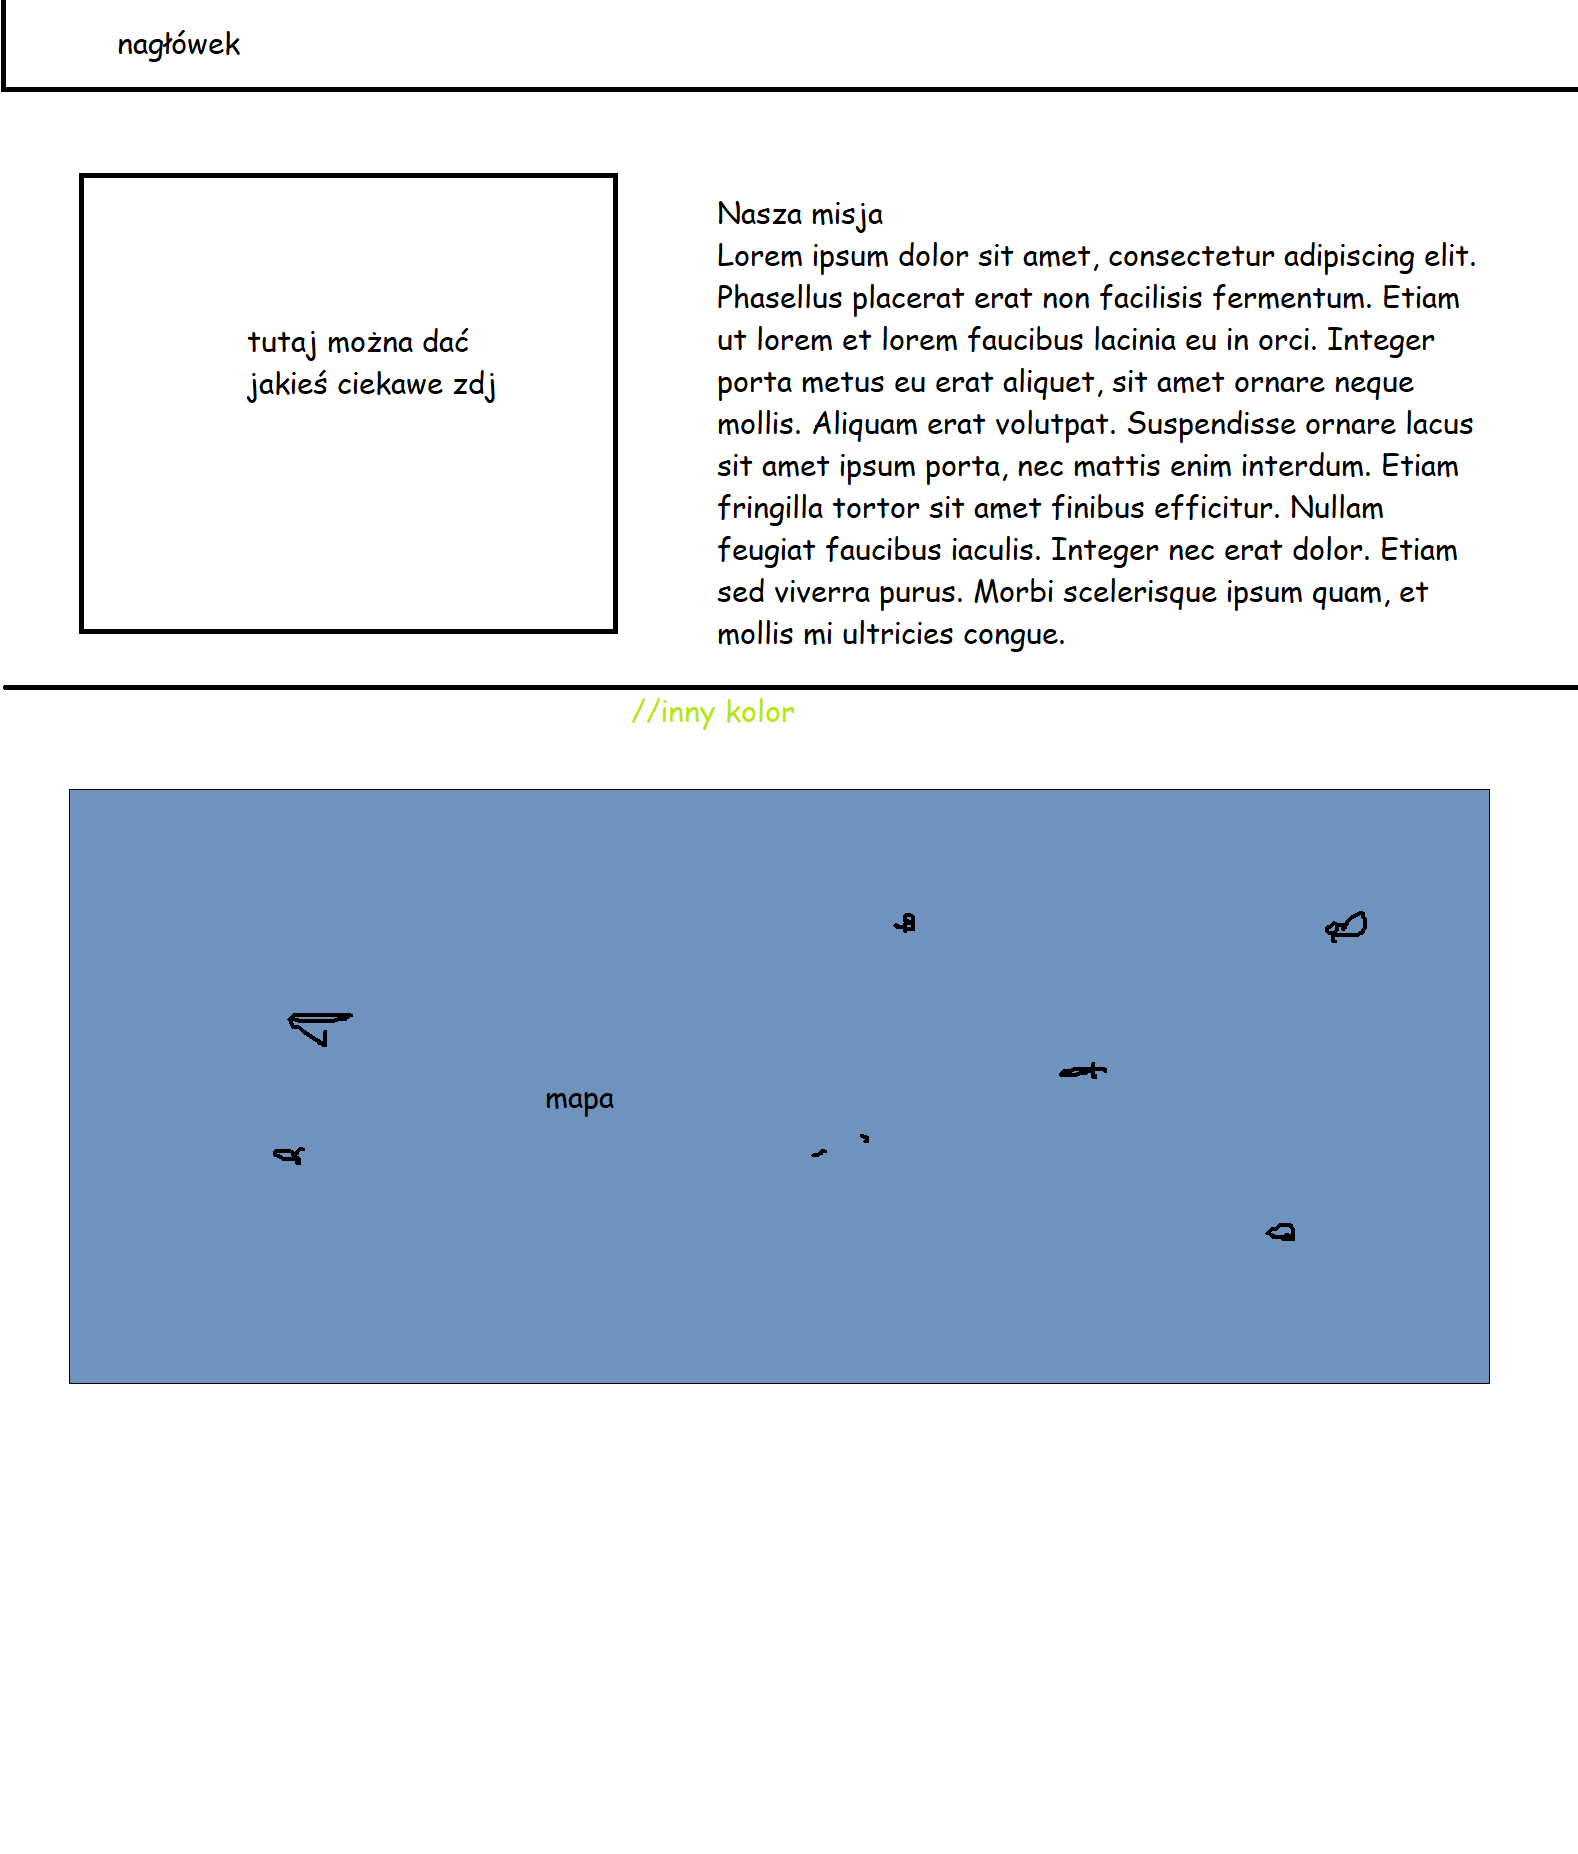 nagłówek
tutaj można dać
jakieś ciekawe zdj
Nasza misja
Lorem ipsum dolor sit amet, consectetur adipiscing elit.
Phasellus placerat erat non facilisis fermentum. Etiam
ut lorem et lorem faucibus lacinia eu in orci. Integer
porta metus eu erat aliquet, sit amet ornare neque
mollis. Aliquam erat volutpat. Suspendisse ornare lacus
sit amet ipsum porta, nec mattis enim interdum. Etiam
fringilla tortor sit amet finibus efficitur. Nullam
feugiat faucibus iaculis. Integer nec erat dolor. Etiam
sed viverra purus. Morbi scelerisque ipsum quam, et
mollis mi ultricies congue.
//inny kolor
mapa